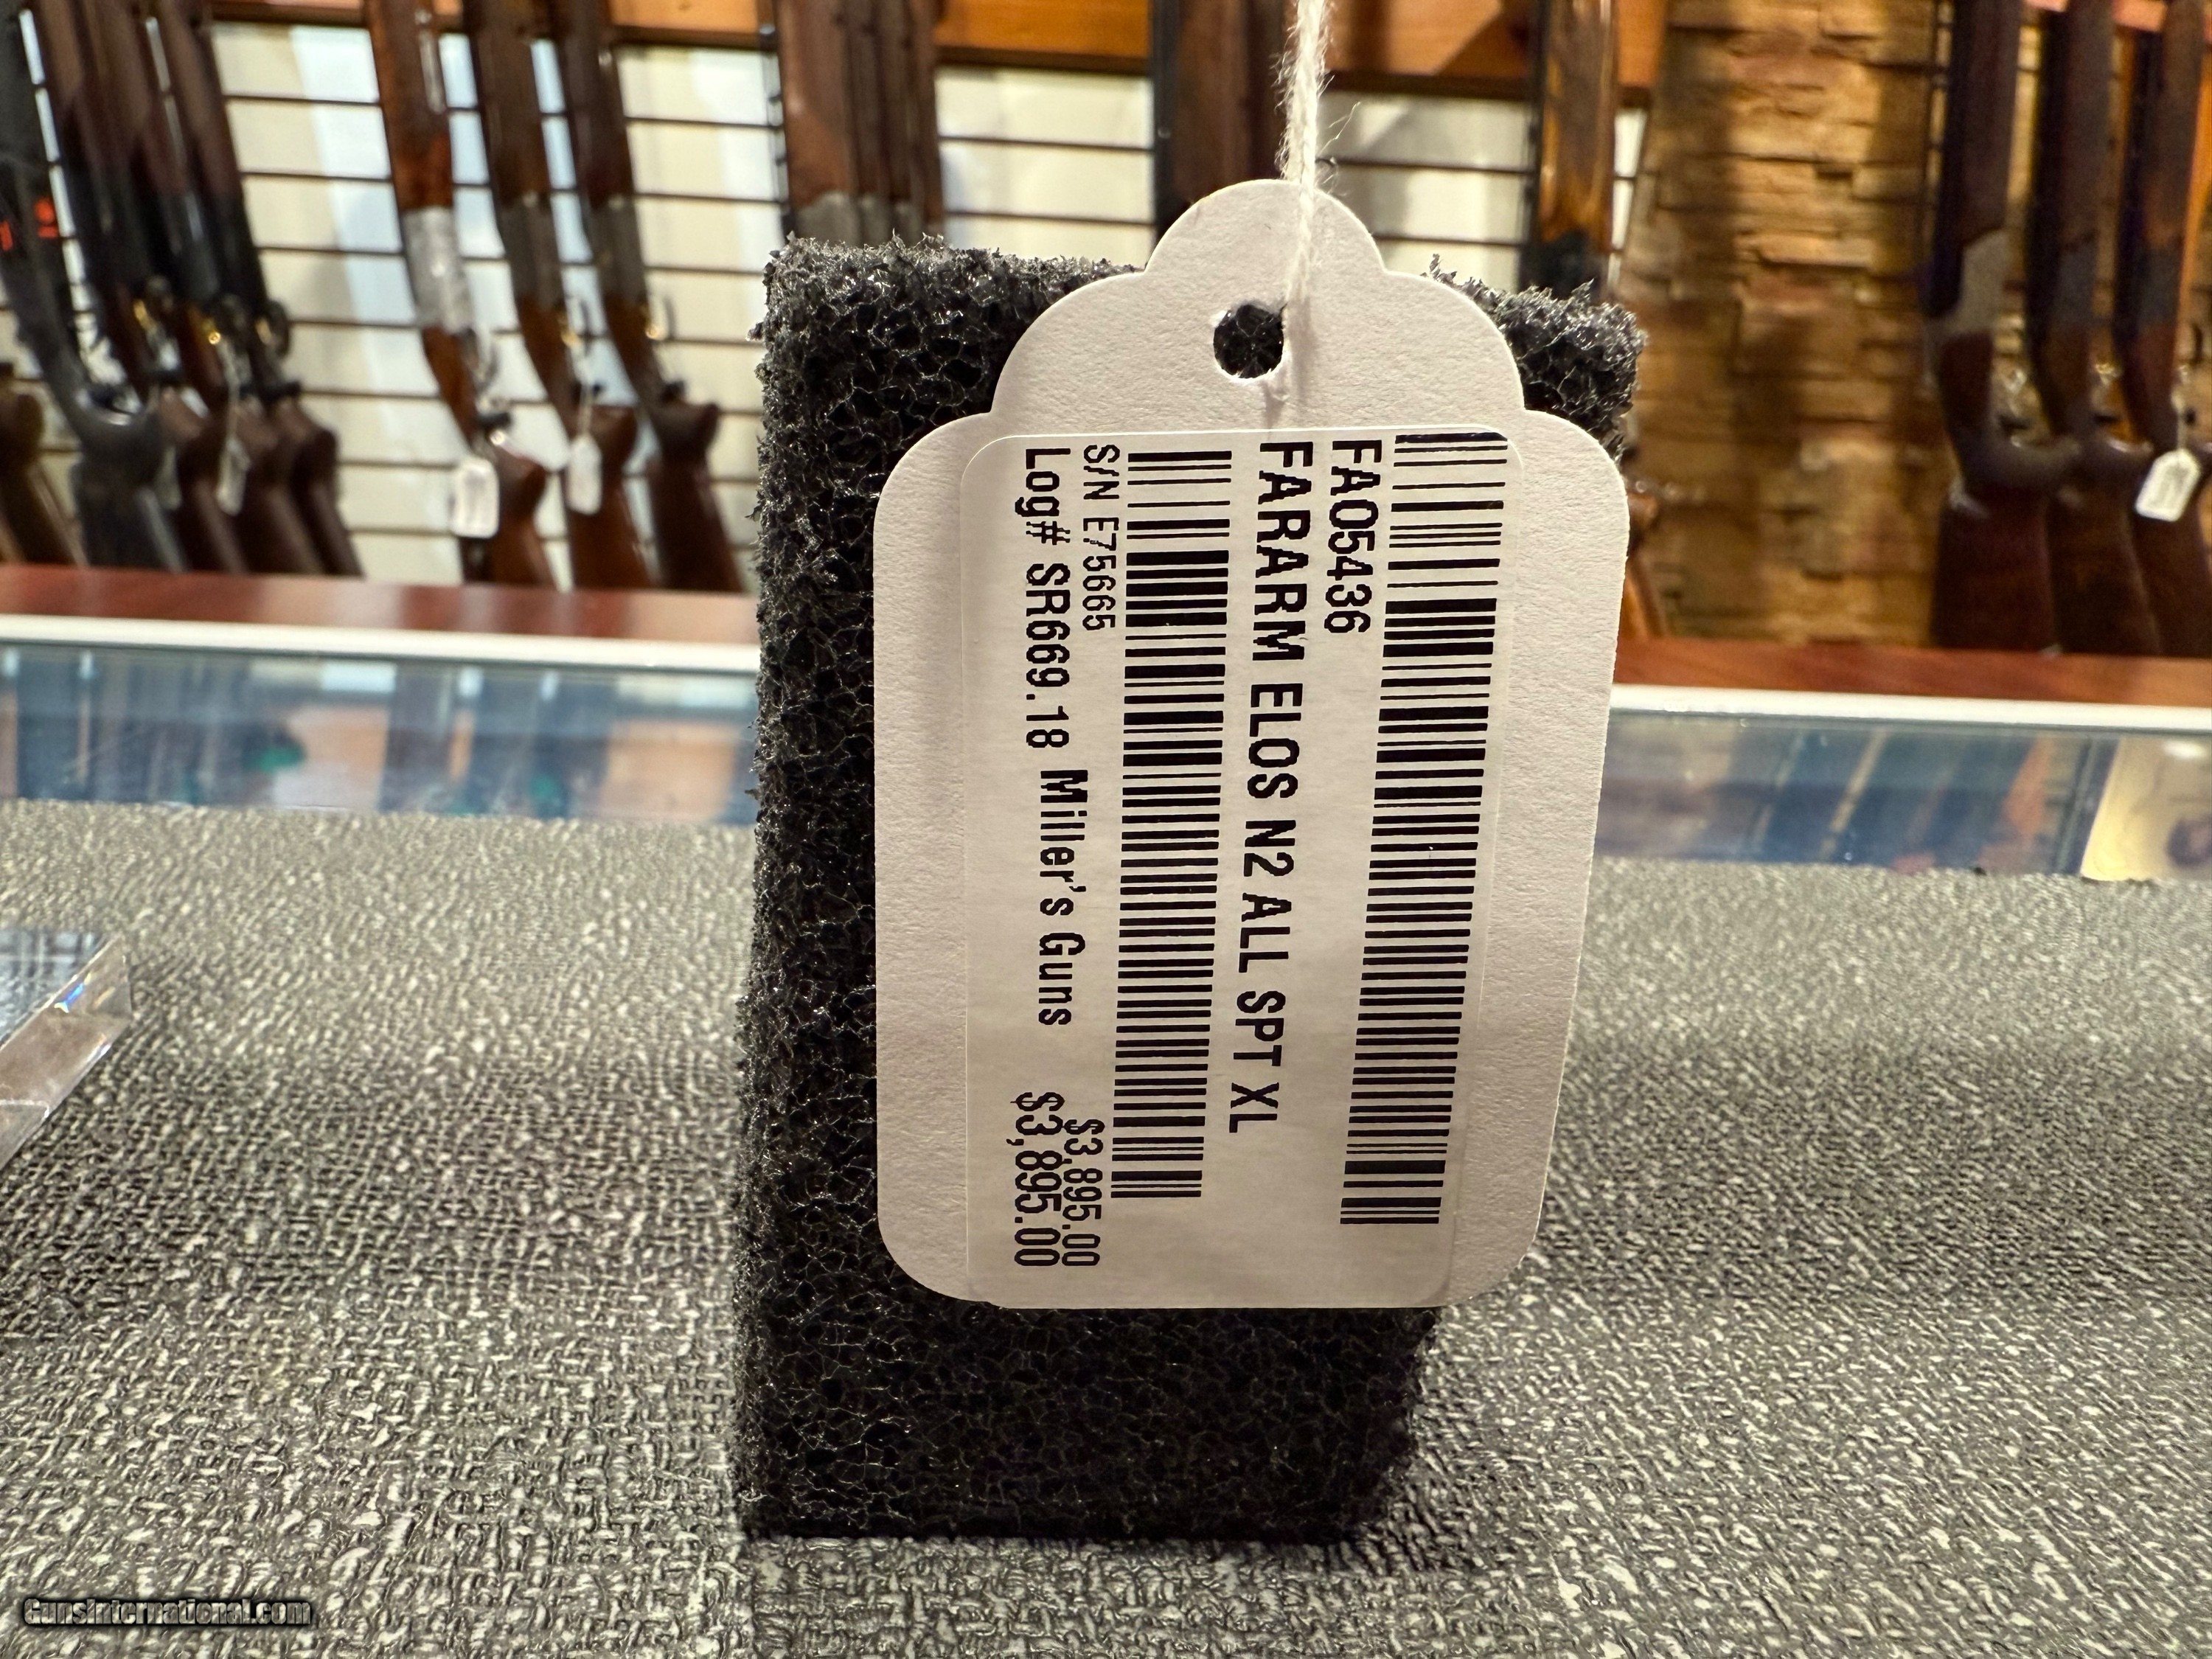 FA05436
FARARM ELOS N2 ALL SPT XL
S/N E75665
$3,895.00
Log# SR669.18 Miller's Guns
$3,895.00
GunsInternational.com